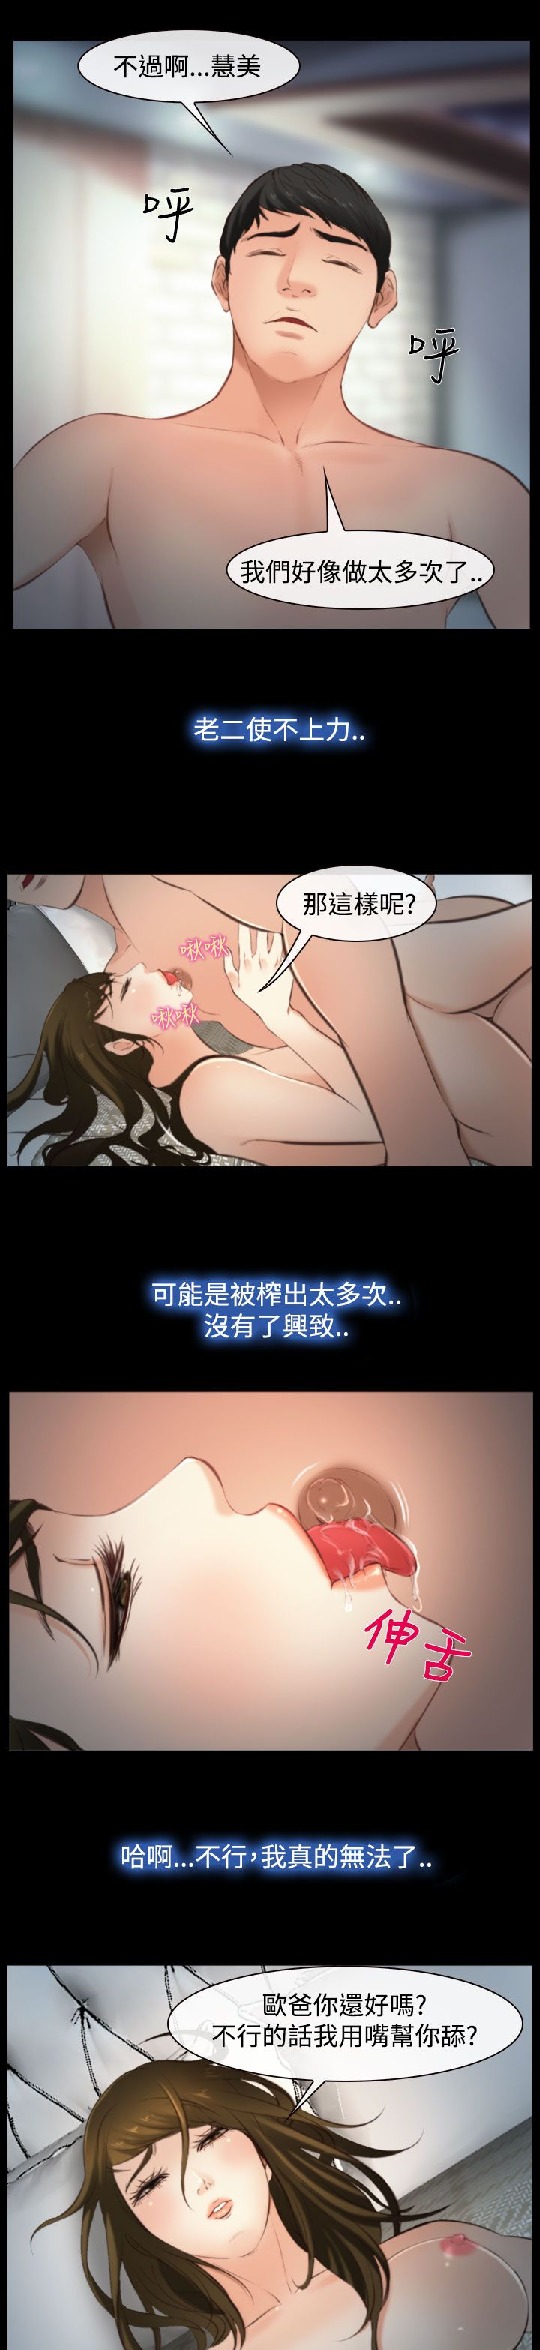 不過啊...慧美
呼
呼
我們好像做太多次了..
老二使不上力..
那這樣呢?
啾啾
啾啾
可能是被榨出太多次..
沒有了興致..
伸舌
哈啊...不行,我真的無法了..
歐爸你還好嗎?
不行的話我用嘴幫你舔?